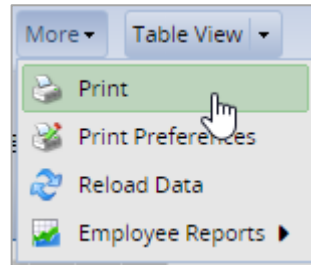 More Table View
Print
Print Preferences
Reload Data
Employee Reports